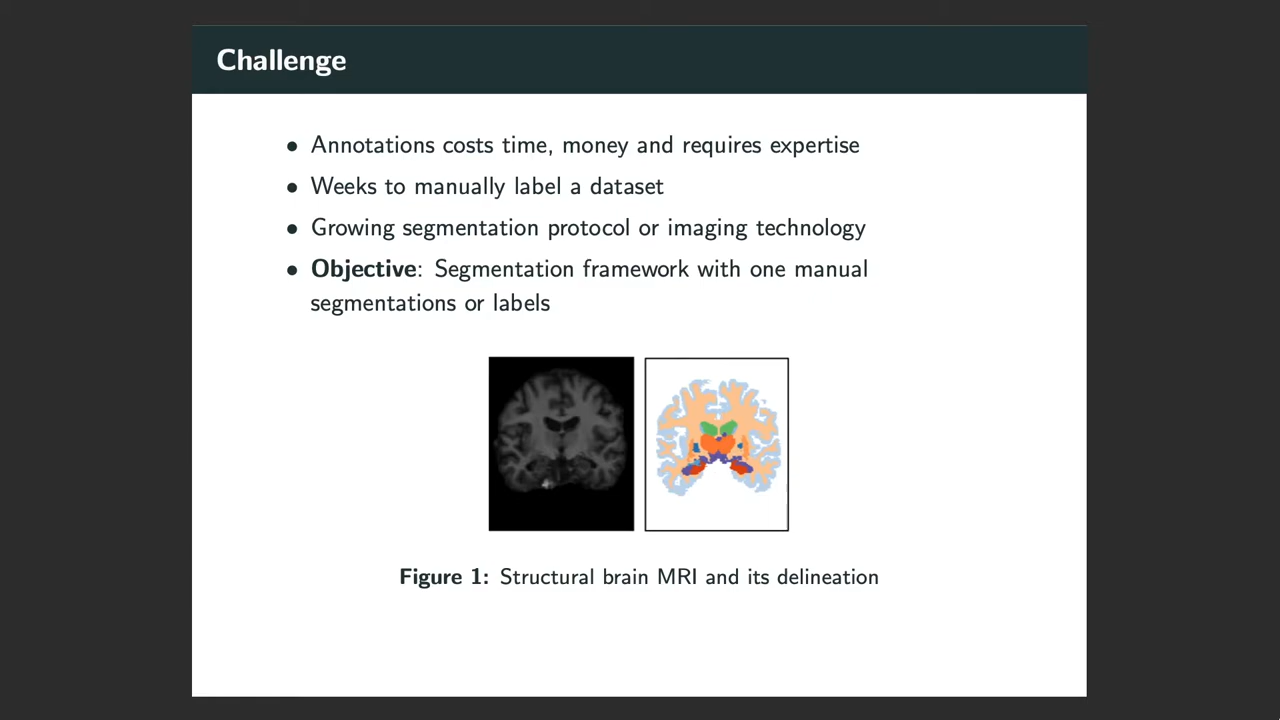 Challenge
• Annotations costs time, money and requires expertise
• Weeks to manually label a dataset
• Growing segmentation protocol or imaging technology
• Objective: Segmentation framework with one manual
segmentations or labels
Figure 1: Structural brain MRI and its delineation